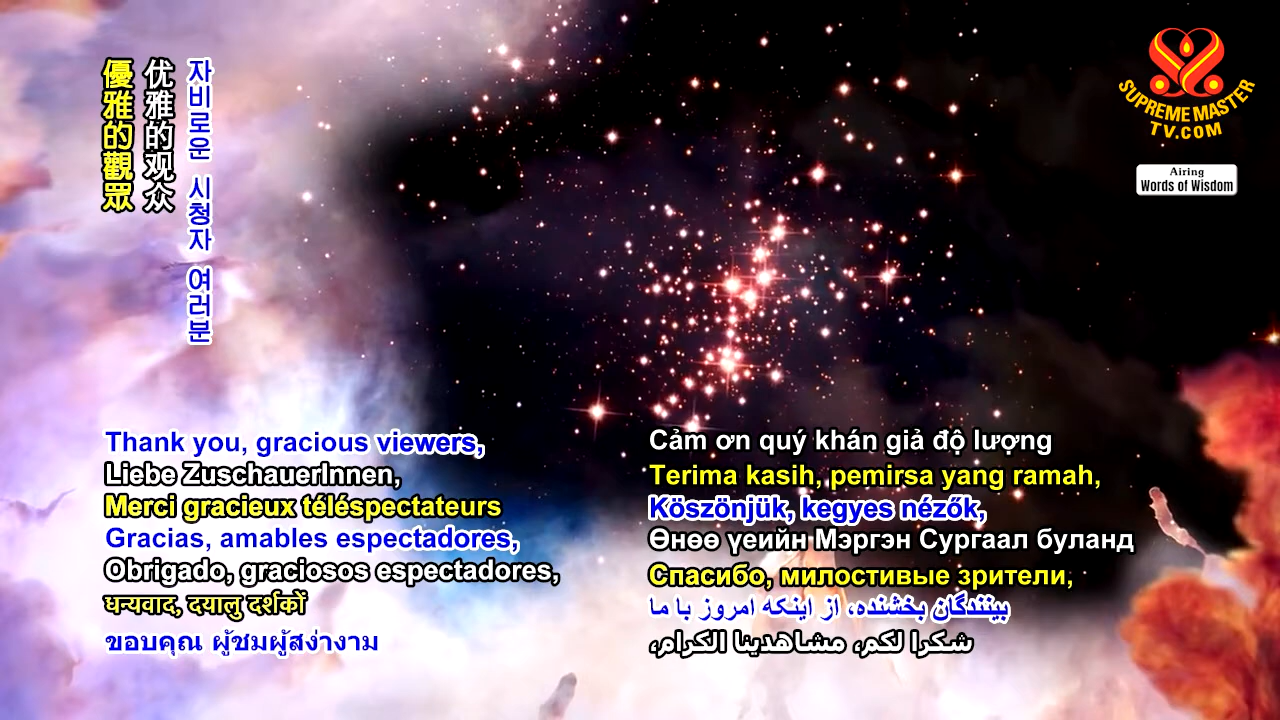 優雅的觀眾
优雅的观众
자비로운 시청자 여러분
SUPREME MASTER
TV.COM
Airing
Words of Wisdom
Thank you, gracious viewers,
Liebe ZuschauerInnen,
Merci gracieux téléspectateurs
Gracias, amables espectadores,
Obrigado, graciosos espectadores,
धन्यवाद, दयालु दर्शकों
ขอบคุณ ผู้ชมผู้สง่างาม
Cảm ơn quý khán giả độ lượng
Terima kasih, pemirsa yang ramah,
Köszönjük, kegyes nézők,
Өнөө үеийн Мэргэн Сургаал буланд
Спасибо, милостивые зрители,
بینندگان بخشنده، از اینکه امروز با ما
شكرا لكم، مشاهدينا الكرام،